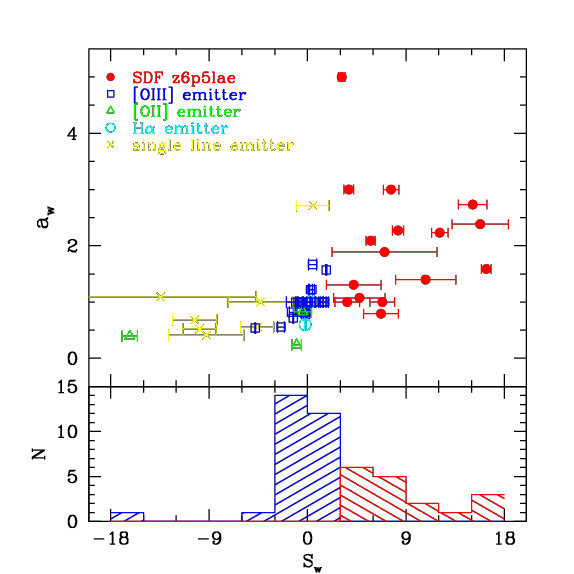 SDF z6p5lae
[OIII] emitter
[OII] emitter
Hα emitter
single line emitter
4
2
0
a_w
15
10
5
0
N
-18 -9 0 9 18
S_w